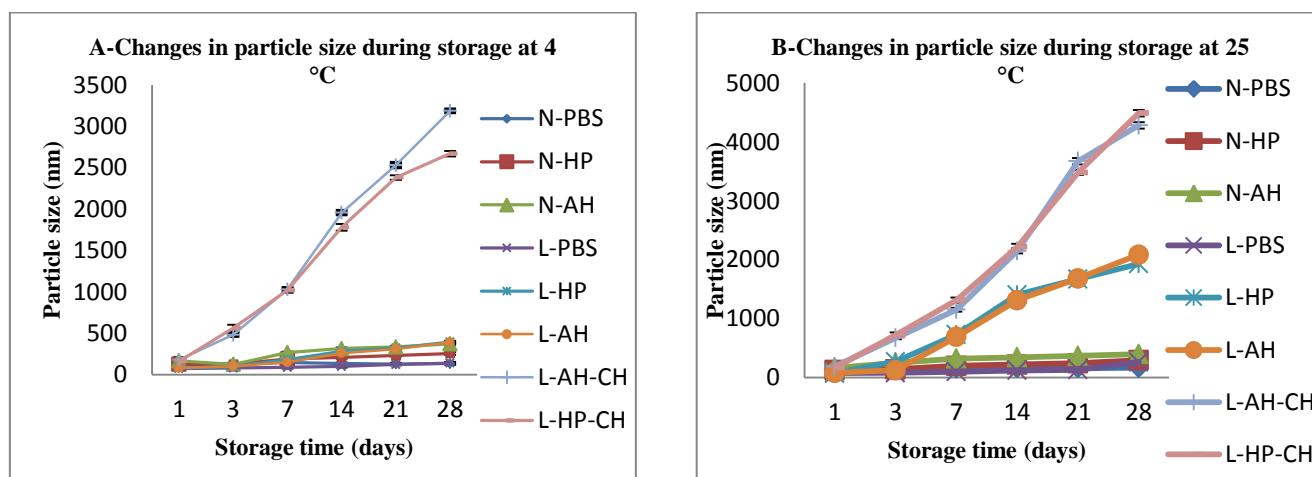 A-Changes in particle size during storage at 4
°C
3500
3000
2500
2000
1500
1000
500
0
Particle size (nm)
1 3 7 14 21 28
Storage time (days)
N-PBS
N-HP
N-AH
L-PBS
L-HP
L-AH
L-AH-CH
L-HP-CH
B-Changes in particle size during storage at 25
°C
5000
4000
3000
2000
1000
0
Particle size (nm)
1 3 7 14 21 28
Storage time (days)
N-PBS
N-HP
N-AH
L-PBS
L-HP
L-AH
L-AH-CH
L-HP-CH